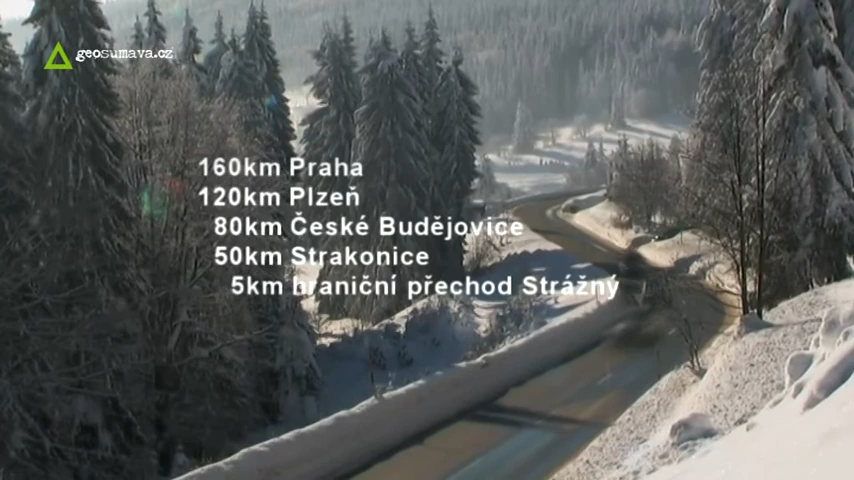 geosumava.cz
160km Praha
120km Plzeň
80km České Budějovice
50km Strakonice
5km hraniční přechod Strážný